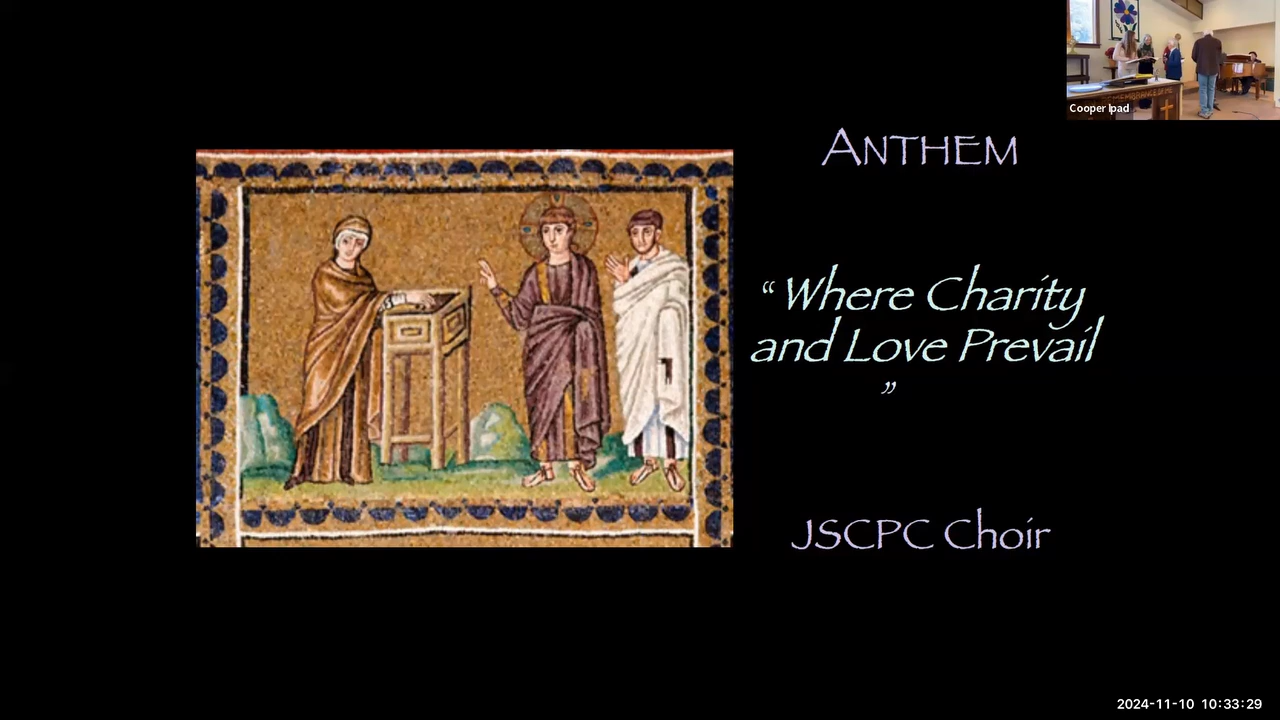 Cooper Ipad
ANTHEM
“ Where Charity
and Love Prevail
”
JSCPC Choir
2024-11-10 10:33:29